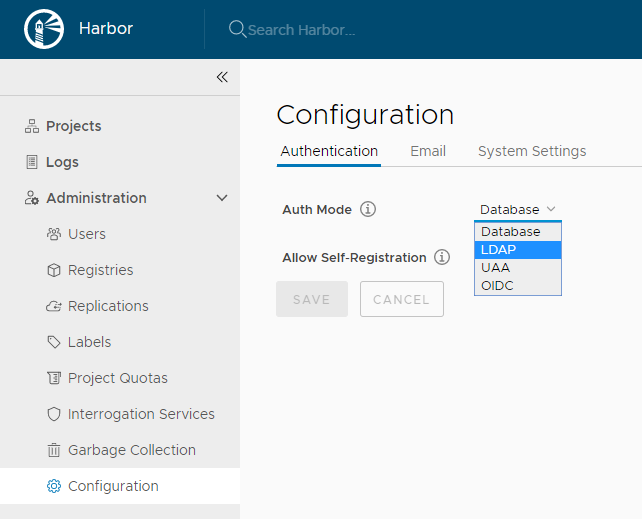 Harbor
Search Harbor...
Projects
Logs
Administration
Users
Registries
Replications
Labels
Project Quotas
Interrogation Services
Garbage Collection
Configuration
Configuration
Authentication Email System Settings
Auth Mode Database
Database
LDAP
UAA
OIDC
Allow Self-Registration
SAVE CANCEL